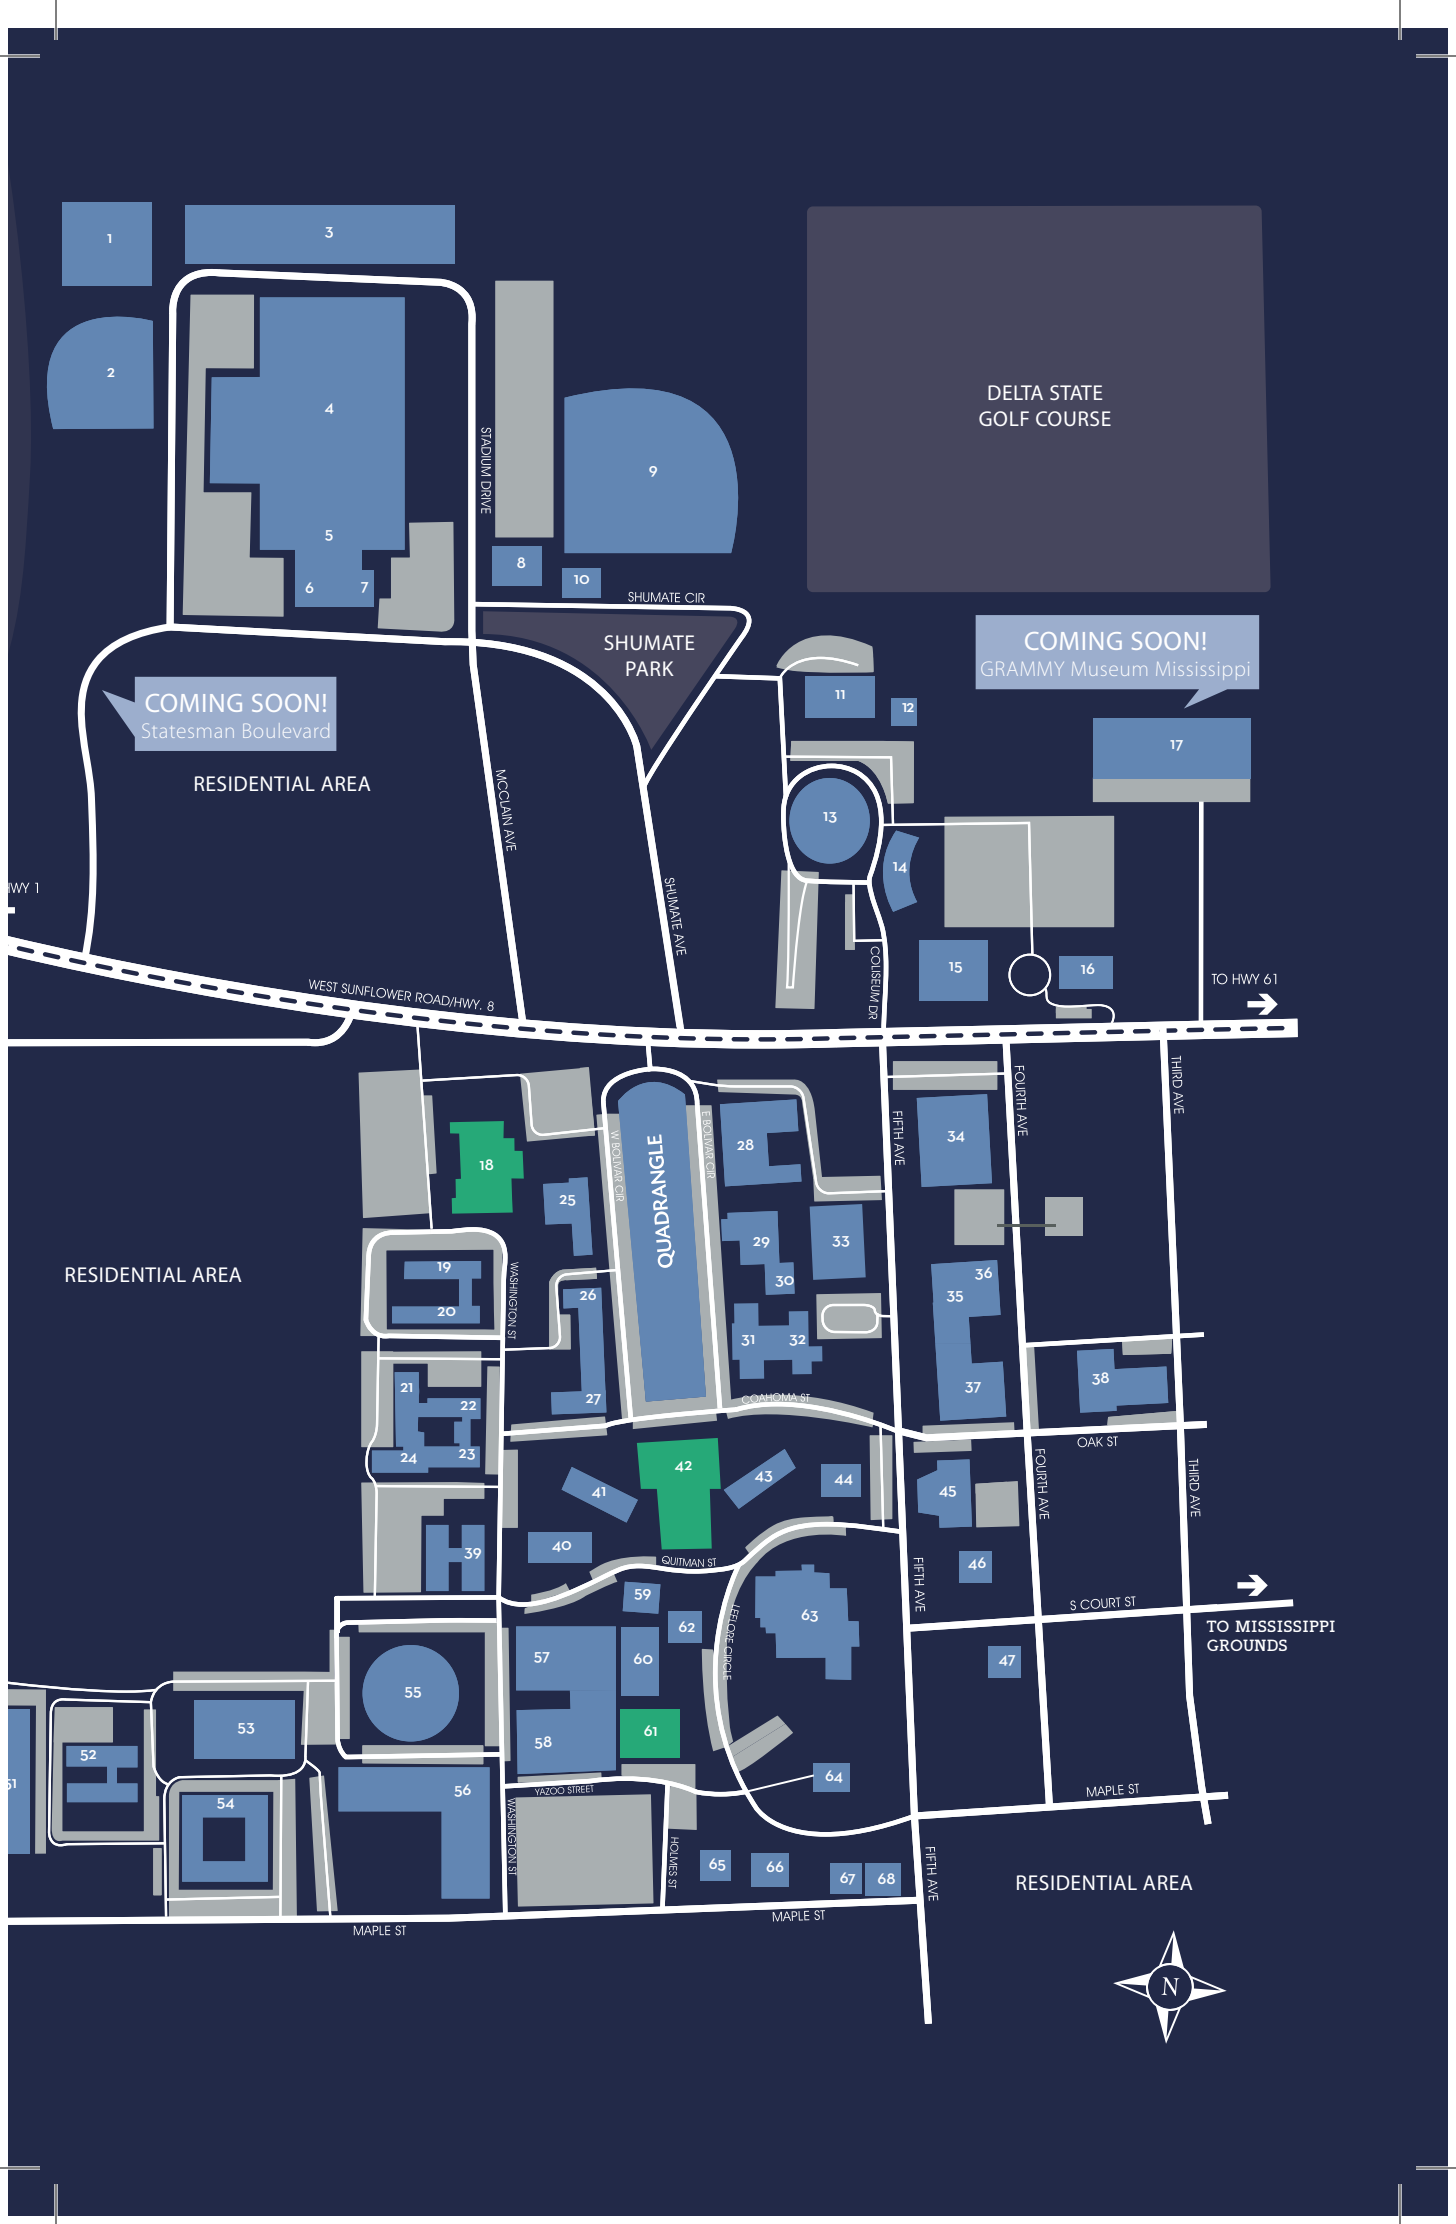 1
3
2
4
DELTA STATE
GOLF COURSE
STADIUM DRIVE
9
5
8
10
6
7
SHUMATE CIR
SHUMATE
PARK
COMING SOON!
GRAMMY Museum Mississippi
COMING SOON!
Statesman Boulevard
11
12
17
RESIDENTIAL AREA
MCCLAIN AVE
13
14
HWY 1
SHUMATE AVE
COLISEUM DR
15
16
TO HWY 61
WEST SUNFLOWER ROAD/HWY. 8
THIRD AVE
FOURTH AVE
FIFTH AVE
E BOLIVAR CIR
W BOLIVAR CIR
QUADRANGLE
28
34
18
25
29
33
30
RESIDENTIAL AREA
19
20
WASHINGTON ST
26
36
35
31
32
21
22
27
37
38
COAHOMA ST
OAK ST
24
23
42
43
44
41
45
FOURTH AVE
THIRD AVE
39
40
QUITMAN ST
46
FIFTH AVE
59
62
63
LEFLORE CIRCLE
S COURT ST
TO MISSISSIPPI
GROUNDS
57
60
47
55
53
58
61
52
51
54
56
64
YAZOO STREET
MAPLE ST
WASHINGTON ST
HOLMES ST
65
66
67
68
FIFTH AVE
RESIDENTIAL AREA
MAPLE ST
MAPLE ST
N